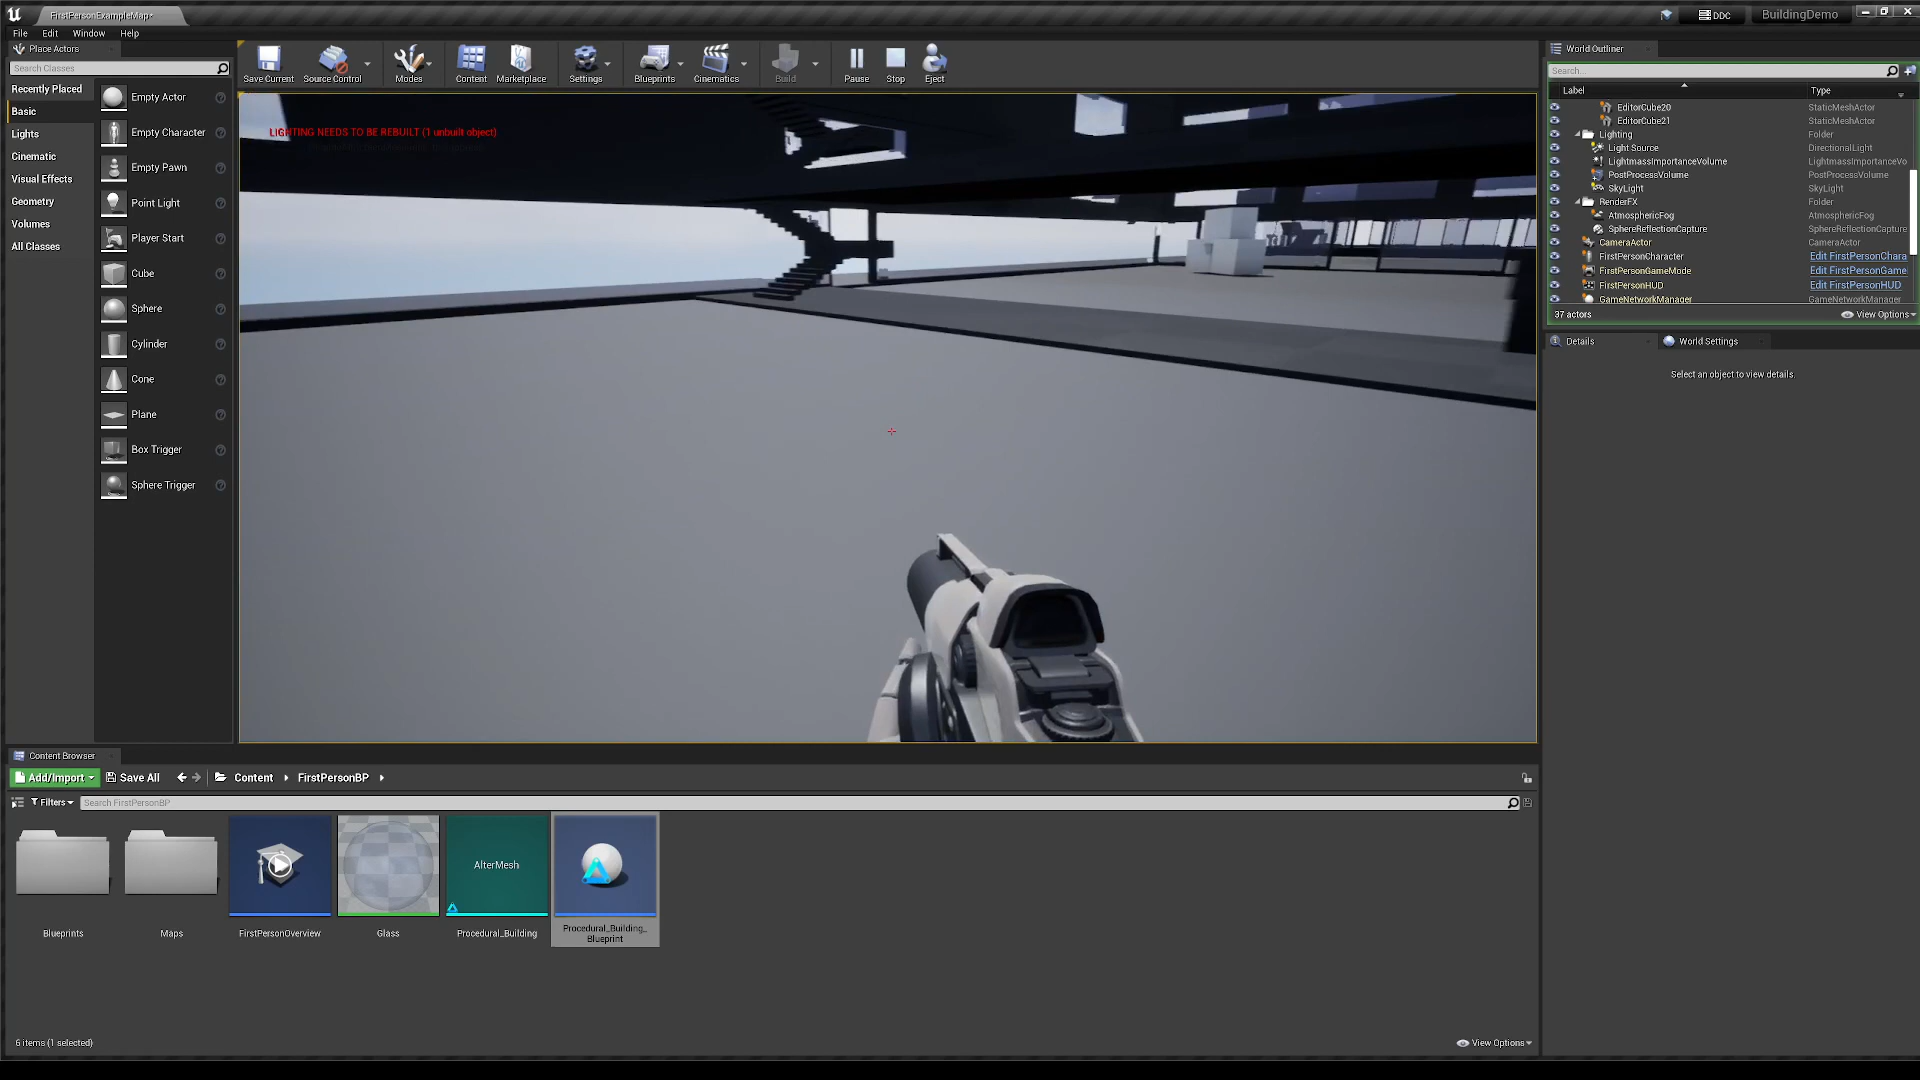 FirstPersonExampleMap*
DDC
BuildingDemo
File Edit Window Help
Place Actors
Search Classes
Recently Placed
Basic
Lights
Cinematic
Visual Effects
Geometry
Volumes
All Classes
Empty Actor
Empty Character
Empty Pawn
Point Light
Player Start
Cube
Sphere
Cylinder
Cone
Plane
Box Trigger
Sphere Trigger
Save Current Source Control Modes Content Marketplace Settings Blueprints Cinematics Build Pause Stop Eject
LIGHTING NEEDS TO BE REBUILT (1 unbuilt object)
World Outliner
Search...
Label Type
EditorCube20 StaticMeshActor
EditorCube21 StaticMeshActor
Lighting Folder
Light Source DirectionalLight
LightmassImportanceVolume LightmassImportanceVo
PostProcessVolume PostProcessVolume
SkyLight SkyLight
RenderFX Folder
AtmosphericFog AtmosphericFog
SphereReflectionCapture SphereReflectionCapture
CameraActor CameraActor
FirstPersonCharacter Edit FirstPersonChara
FirstPersonGameMode Edit FirstPersonGame
FirstPersonHUD Edit FirstPersonHUD
GameNetworkManager GameNetworkManager
37 actors View Options
Details World Settings
Select an object to view details.
Content Browser
Add/Import Save All Content FirstPersonBP
Filters Search FirstPersonBP
AlterMesh
Blueprints
Maps
FirstPersonOverview
Glass
Procedural_Building
Procedural_Building_
Blueprint
6 items (1 selected) View Options